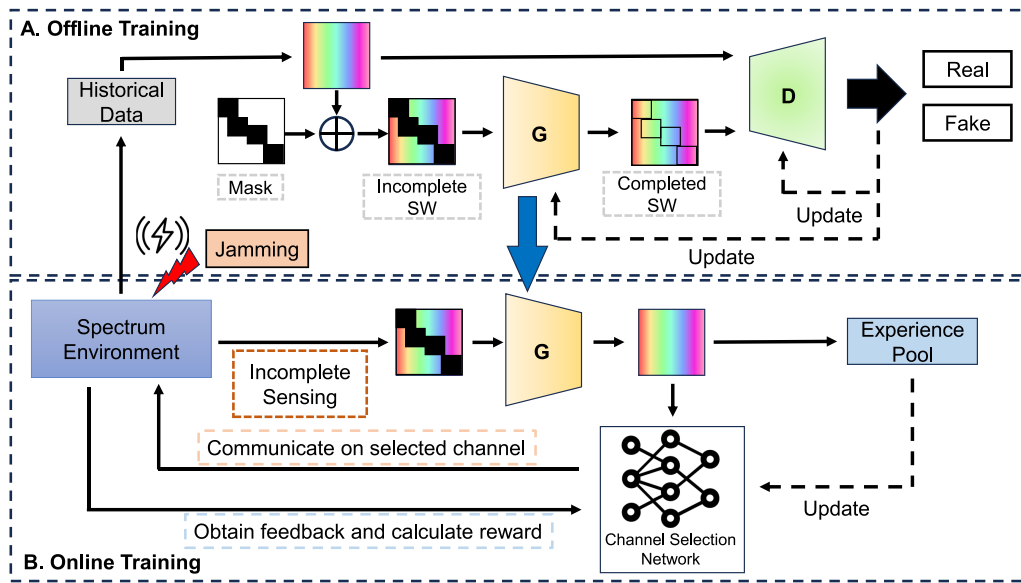 A. Offline Training
Historical
Data
Mask
Incomplete
SW
G
Completed
SW
D
Real
Fake
Update
Update
Jamming
Spectrum
Environment
Incomplete
Sensing
G
Experience
Pool
Communicate on selected channel
Obtain feedback and calculate reward
Channel Selection
Network
Update
B. Online Training